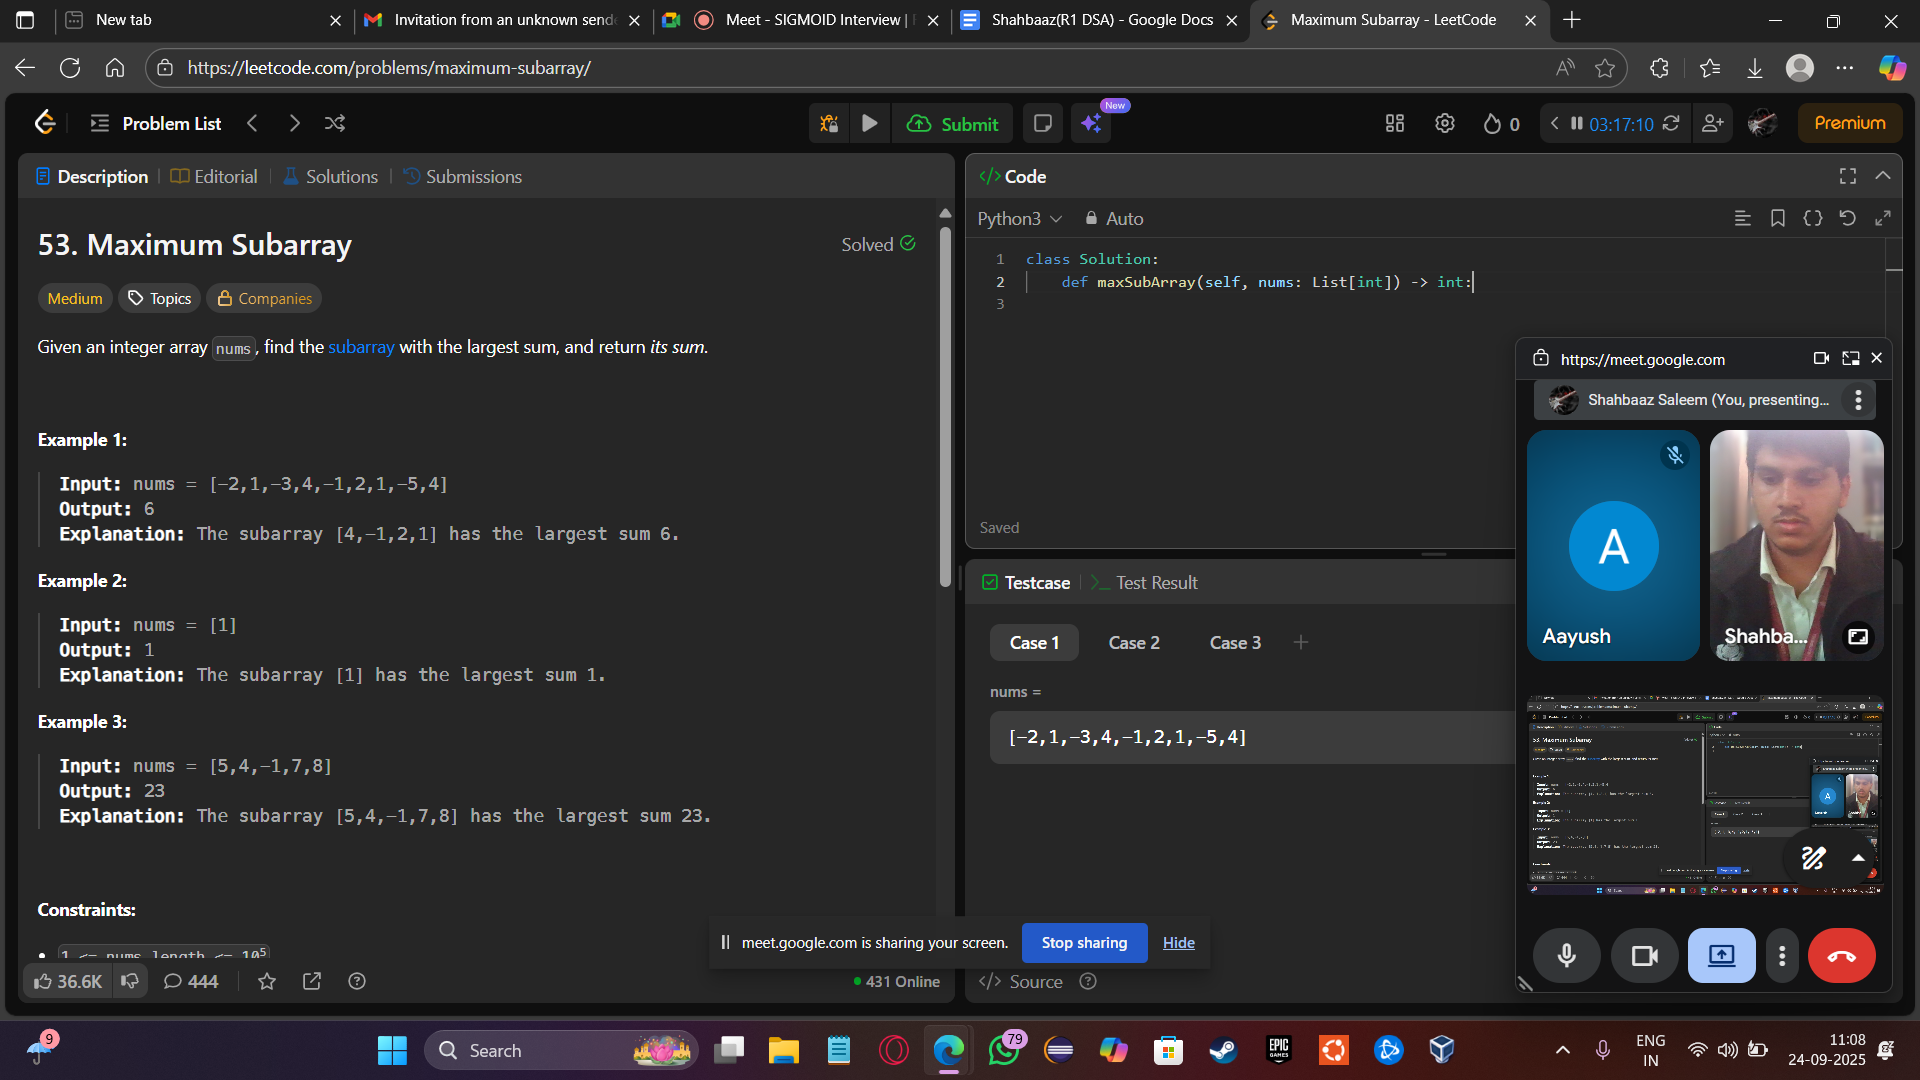 New tab
Invitation from an unknown sende
Meet - SIGMOID Interview |
Shahbaaz(R1 DSA) - Google Docs
Maximum Subarray - LeetCode
https://leetcode.com/problems/maximum-subarray/
Problem List
Submit
New
0
03:17:10
Premium
Description
Editorial
Solutions
Submissions
53. Maximum Subarray
Solved
Medium
Topics
Companies
Given an integer array nums, find the subarray with the largest sum, and return its sum.
Example 1:
Input: nums = [-2,1,-3,4,-1,2,1,-5,4]
Output: 6
Explanation: The subarray [4,-1,2,1] has the largest sum 6.
Example 2:
Input: nums = [1]
Output: 1
Explanation: The subarray [1] has the largest sum 1.
Example 3:
Input: nums = [5,4,-1,7,8]
Output: 23
Explanation: The subarray [5,4,-1,7,8] has the largest sum 23.
Constraints:
1 <= nums.length <= 10^5
36.6K
444
431 Online
</> Code
Python3
Auto
1 class Solution:
2 def maxSubArray(self, nums: List[int]) -> int:
3
Saved
Testcase
Test Result
Case 1
Case 2
Case 3
nums =
[-2,1,-3,4,-1,2,1,-5,4]
</> Source
https://meet.google.com
Shahbaaz Saleem (You, presenting...
A
Aayush
Shahba...
meet.google.com is sharing your screen.
Stop sharing
Hide
9
Search
79
EPIC
GAMES
ENG
IN
11:08
24-09-2025